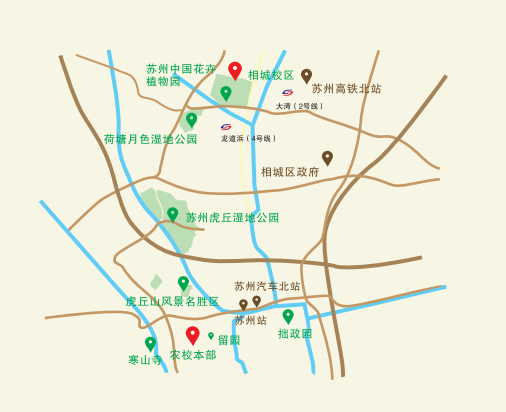 苏州中国花卉
植物园
相城校区
苏州高铁北站
大湾（2号线）
荷塘月色湿地公园
龙道浜（4号线）
相城区政府
苏州虎丘湿地公园
苏州汽车北站
虎丘山风景名胜区
苏州站
拙政园
留园
农校本部
寒山寺